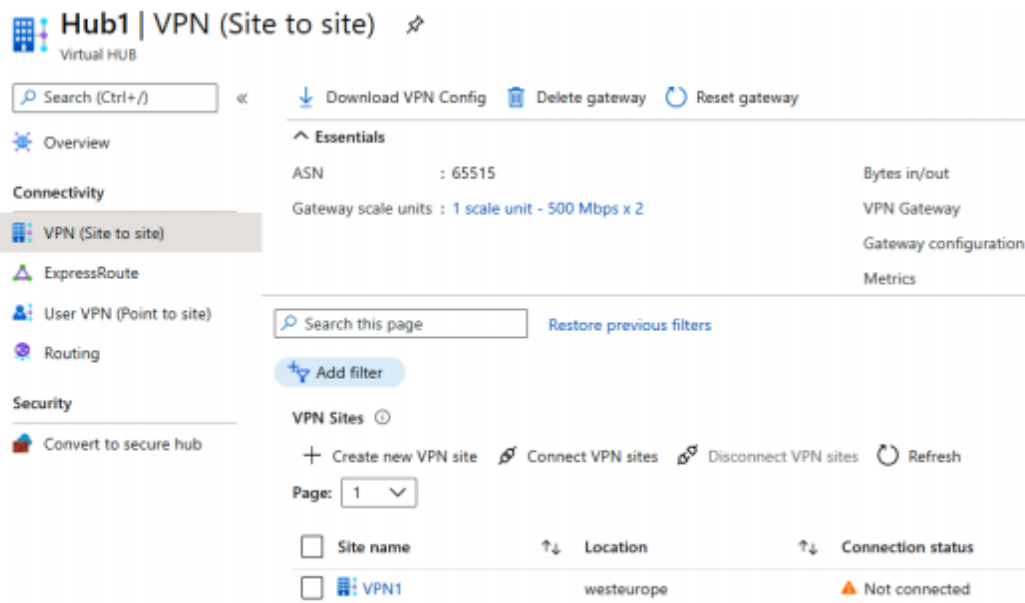 Hub1 | VPN (Site to site)
Virtual HUB
Search (Ctrl+/)
Overview
Connectivity
VPN (Site to site)
ExpressRoute
User VPN (Point to site)
Routing
Security
Convert to secure hub
Download VPN Config Delete gateway Reset gateway
Essentials
ASN : 65515
Gateway scale units : 1 scale unit - 500 Mbps x 2
Bytes in/out
VPN Gateway
Gateway configuration
Metrics
Search this page Restore previous filters
Add filter
VPN Sites
Create new VPN site Connect VPN sites Disconnect VPN sites Refresh
Page: 1
Site name Location Connection status
VPN1 westeurope Not connected